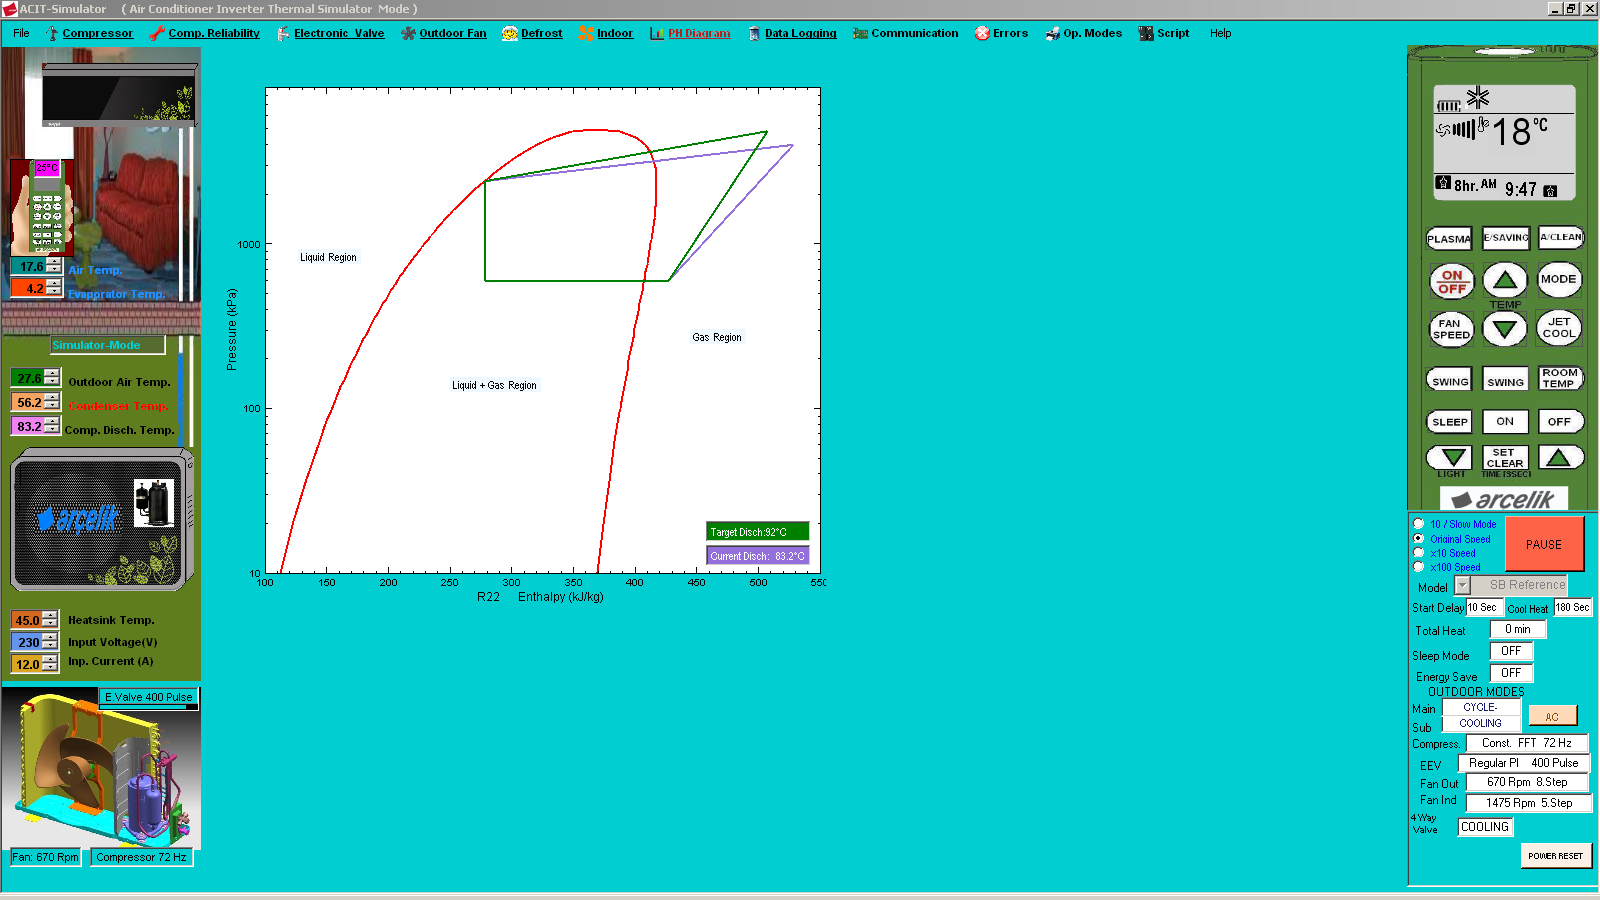 ACIT-Simulator ( Air Conditioner Inverter Thermal Simulator Mode )
File Compressor Comp. Reliability Electronic Valve Outdoor Fan Defrost Indoor PH Diagram Data Logging Communication Errors Op. Modes Script Help
25°C
17.6 Air Temp.
4.2 Evaporator Temp.
Simulator-Mode
27.6 Outdoor Air Temp.
56.2 Condenser Temp.
83.2 Comp. Disch. Temp.
arcelik
45.0 Heatsink Temp.
230 Input Voltage(V)
12.0 Inp. Current (A)
E.Valve 400 Pulse
Fan: 670 Rpm Compressor 72 Hz
Pressure (kPa)
1000
100
10
Liquid Region
Gas Region
Liquid + Gas Region
Target Disch:92°C
Current Disch: 83.2°C
100 150 200 250 300 350 400 450 500 550
R22 Enthalpy (kJ/kg)
18°C
8hr. AM 9:47
PLASMA E/SAVING A/CLEAN
ON OFF MODE
TEMP
FAN SPEED JET COOL
SWING SWING ROOM TEMP
SLEEP ON OFF
SET CLEAR
LIGHT TIME(3SEC)
arcelik
10 / Slow Mode
Original Speed
x10 Speed
x100 Speed
PAUSE
Model SB Reference
Start Delay 10 Sec Cool Heat 180 Sec
Total Heat 0 min
Sleep Mode OFF
Energy Save OFF
OUTDOOR MODES
Main CYCLE-
Sub COOLING
AC
Compress. Const. FFT 72 Hz
EEV Regular PI 400 Pulse
Fan Out 670 Rpm 8.Step
Fan Ind 1475 Rpm 5.Step
4 Way Valve COOLING
POWER RESET